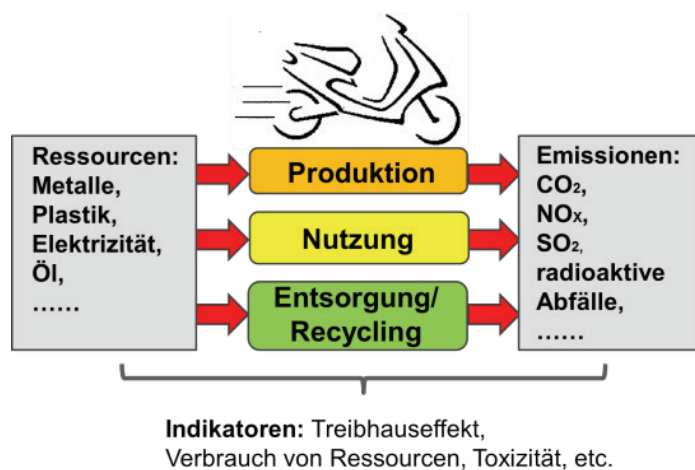 Ressourcen:
Metalle,
Plastik,
Elektrizität,
Öl,
......
Produktion
Nutzung
Entsorgung/
Recycling
Emissionen:
CO₂,
NOₓ,
SO₂,
radioaktive
Abfälle,
......
Indikatoren: Treibhauseffekt,
Verbrauch von Ressourcen, Toxizität, etc.